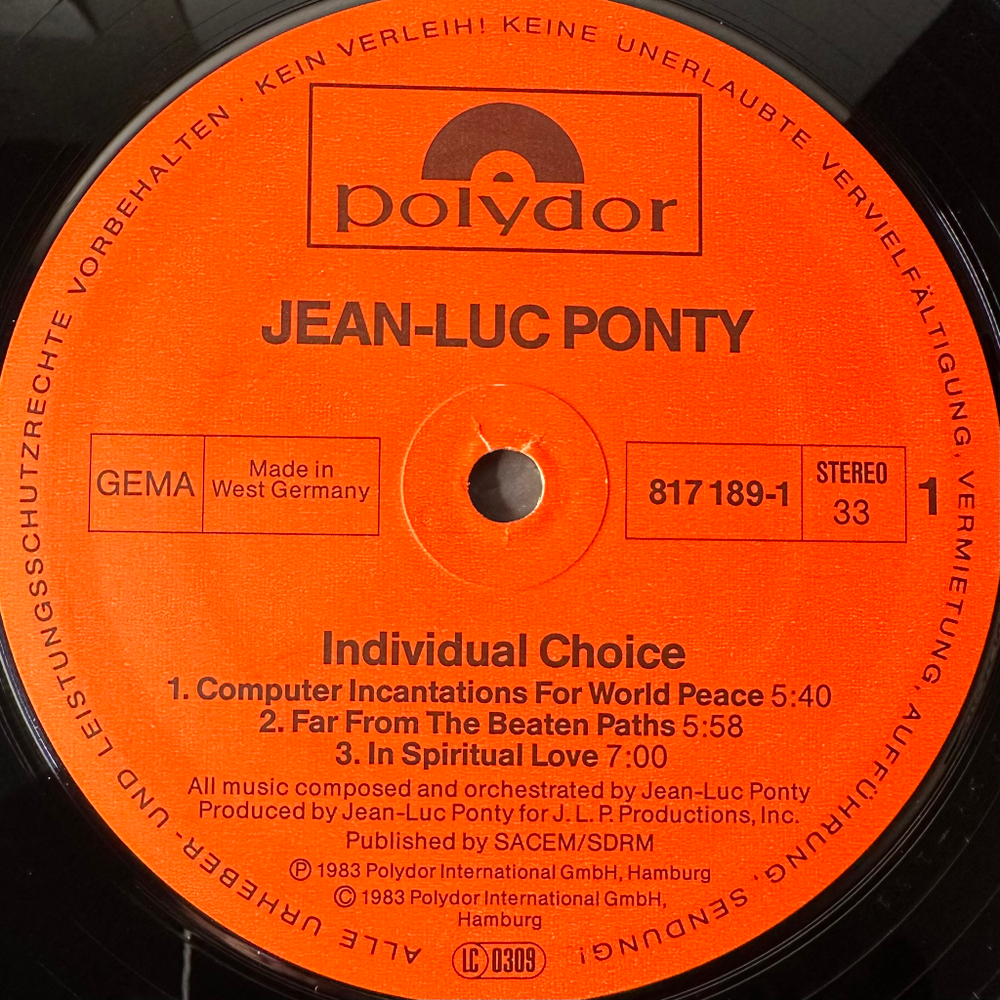 ALLE URHEBER- UND LEISTUNGSSCHUTZRECHTE VORBEHALTEN · KEIN VERLEIH! KEINE UNERLAUBTE VERVIELFÄLTIGUNG, VERMIETUNG, AUFFÜHRUNG, SENDUNG!
polydor
JEAN-LUC PONTY
GEMA
Made in
West Germany
817 189-1
STEREO
33
1
Individual Choice
1. Computer Incantations For World Peace 5:40
2. Far From The Beaten Paths 5:58
3. In Spiritual Love 7:00
All music composed and orchestrated by Jean-Luc Ponty
Produced by Jean-Luc Ponty for J. L. P. Productions, Inc.
Published by SACEM/SDRM
Ⓟ 1983 Polydor International GmbH, Hamburg
© 1983 Polydor International GmbH,
Hamburg
LC 0309